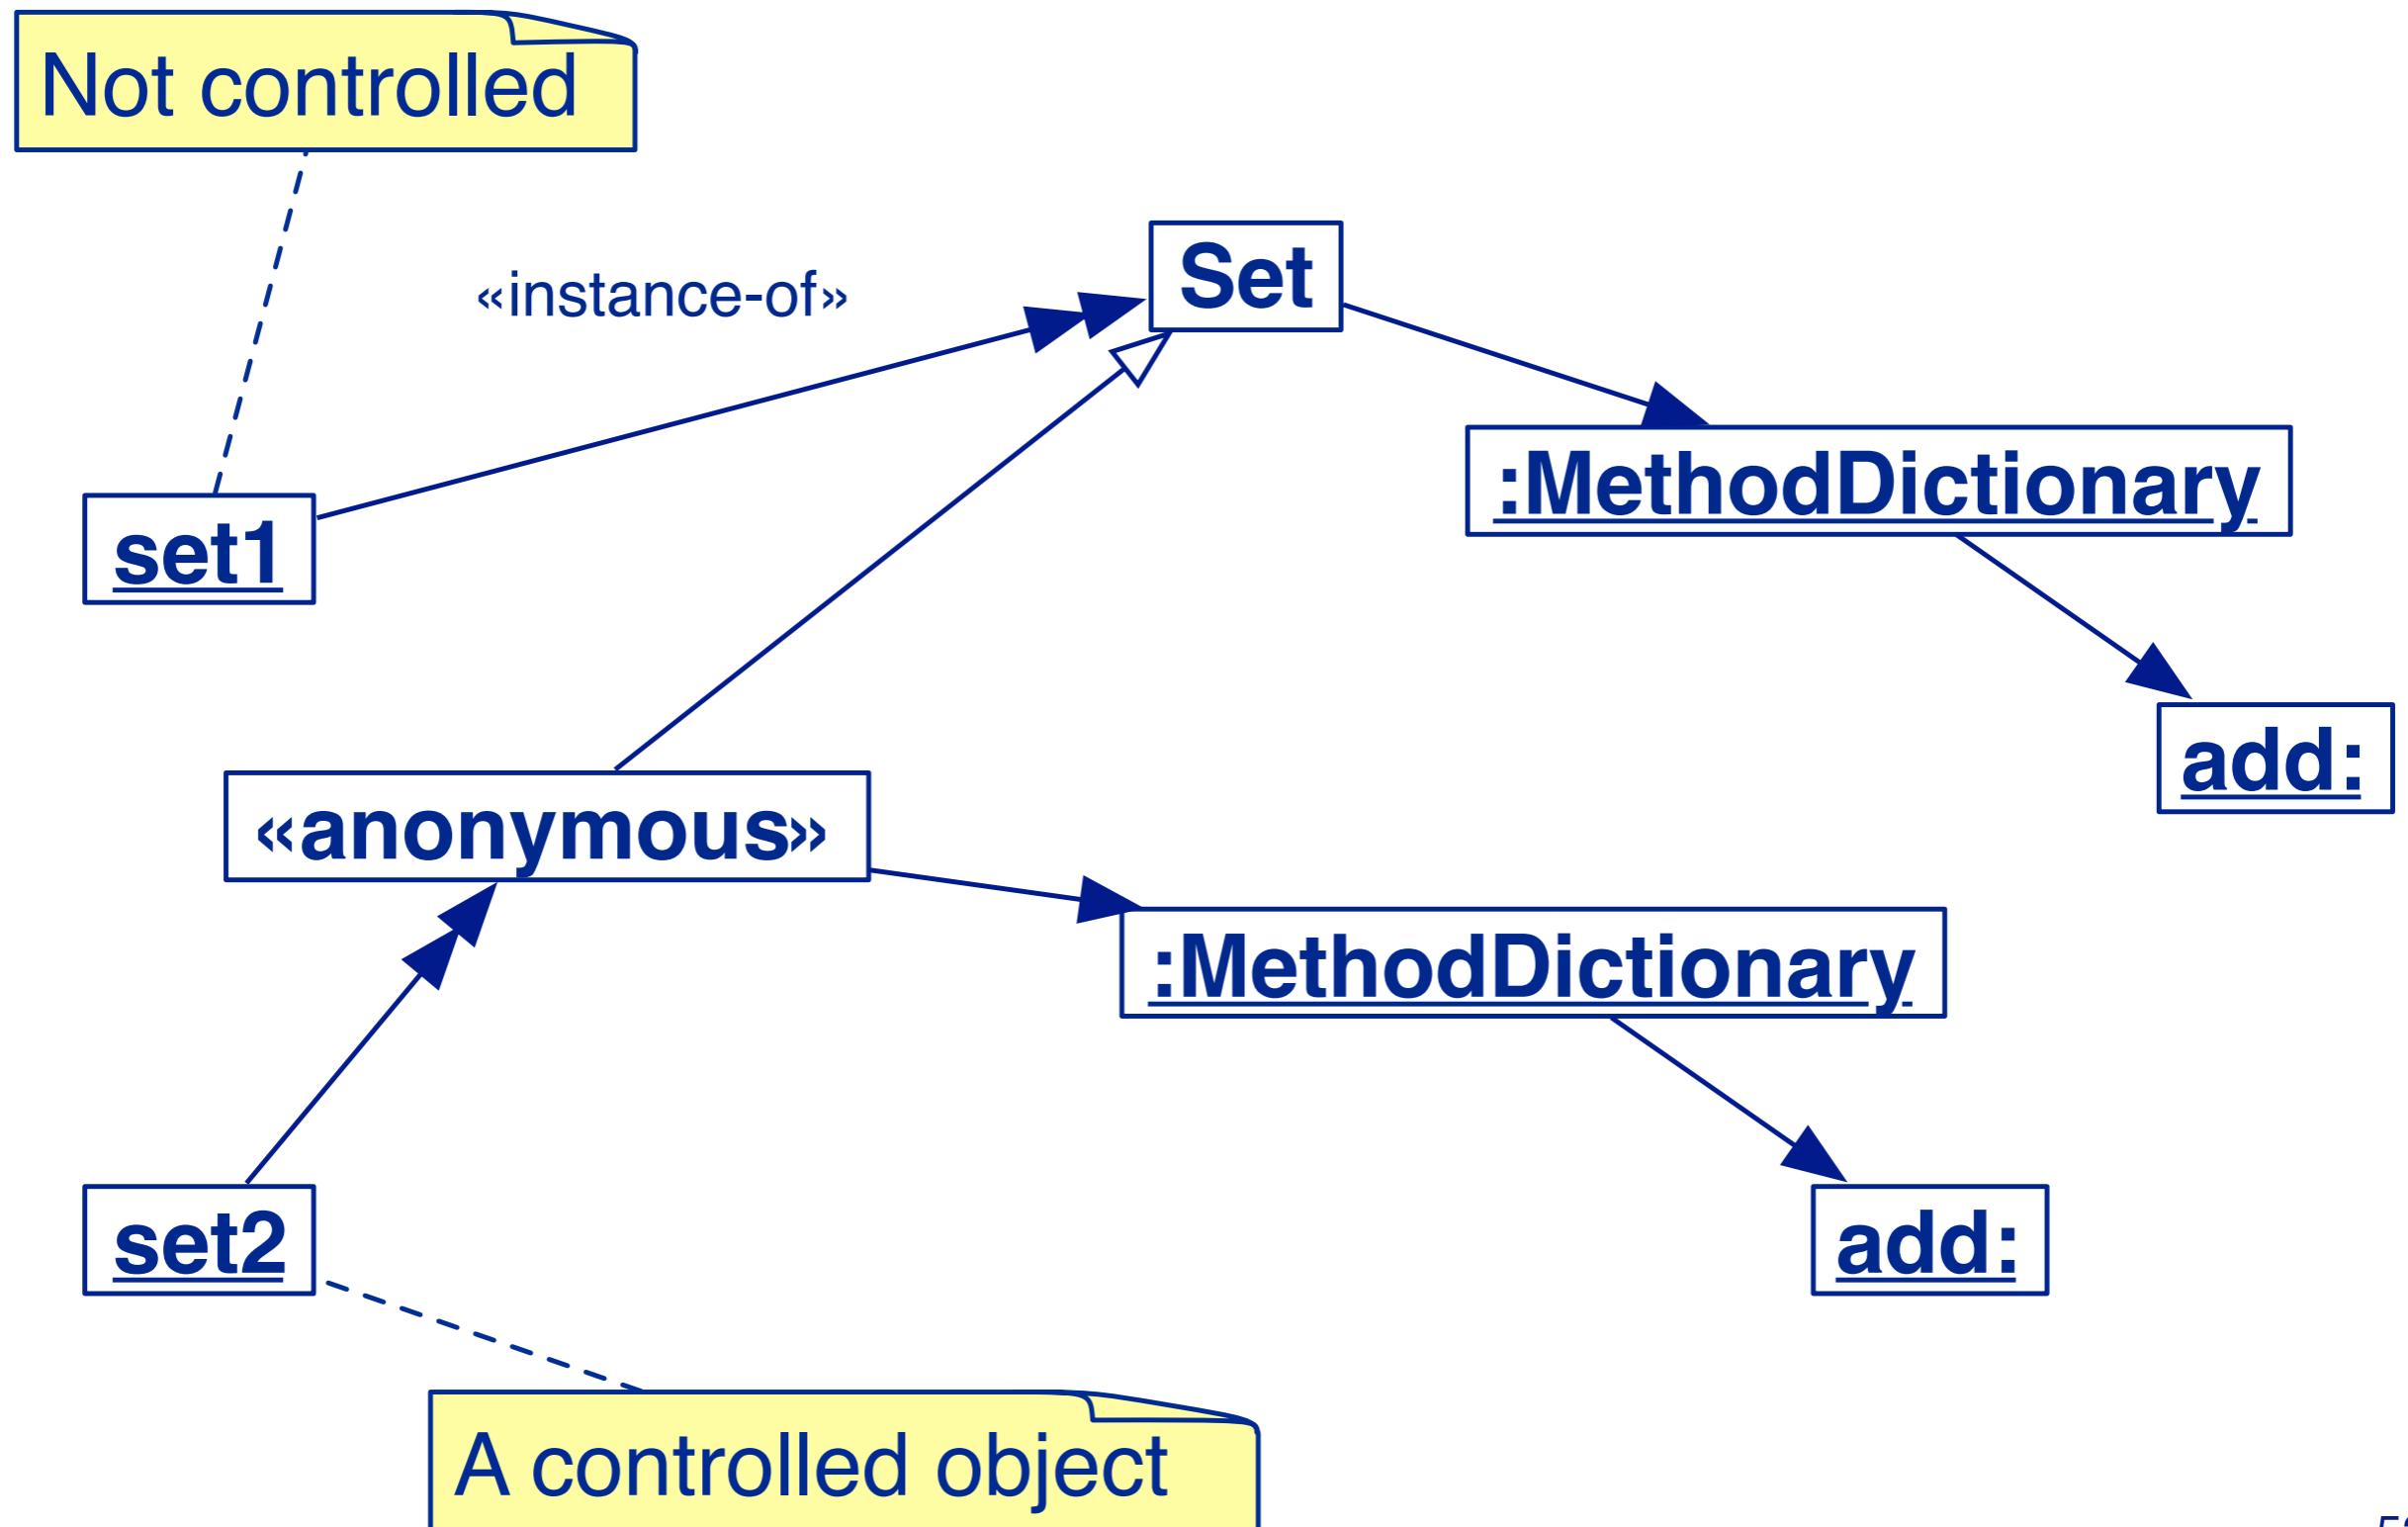 Not controlled
Set
«instance-of»
:MethodDictionary
set1
add:
«anonymous»
:MethodDictionary
set2
add:
A controlled object